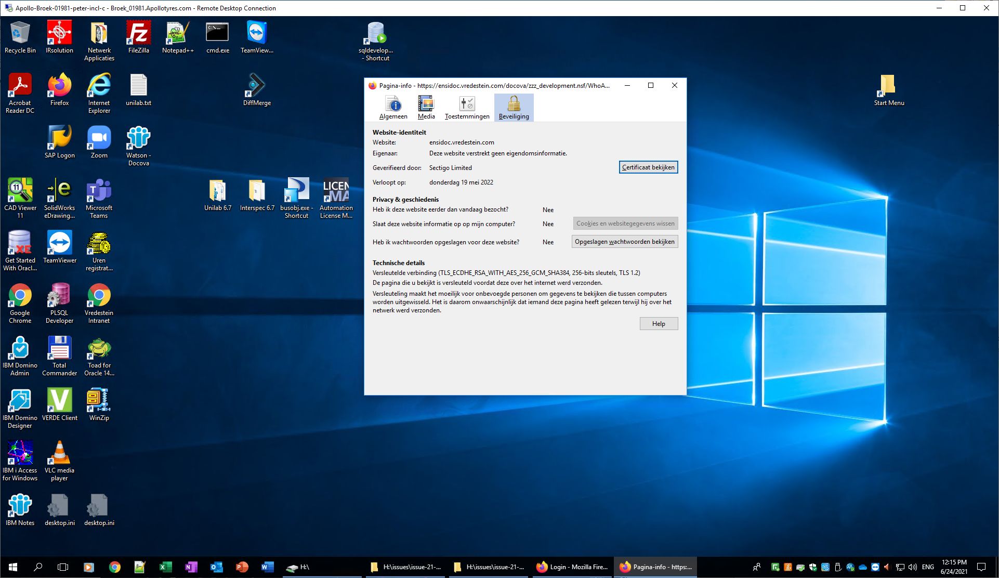 Apollo-Broek-01981-peter-incl-c - Broek_01981.Apollotyres.com - Remote Desktop Connection
Recycle Bin
IRsolution
Netwerk
Applicaties
FileZilla
Notepad++
cmd.exe
TeamView...
sqldevelop...
- Shortcut
Acrobat
Reader DC
Firefox
Internet
Explorer
unilab.txt
DiffMerge
Start Menu
SAP Logon
Zoom
Watson -
Docova
CAD Viewer
11
SolidWorks
eDrawing...
Microsoft
Teams
Unilab 6.7
Interspec 6.7
busobj.exe -
Shortcut
LICEN
MA
Automation
License M...
Get Started
With Oracl...
TeamViewer
Uren
registrat...
Google
Chrome
PLSQL
Developer
Vredestein
Intranet
IBM Domino
Admin
Total
Commander
Toad for
Oracle 14...
IBM Domino
Designer
VERDE Client
WinZip
IBM i Access
for Windows
VLC media
player
IBM Notes
desktop.ini
desktop.ini
Pagina-info - https://ensidoc.vredestein.com/docova/zzz_development.nsf/WhoA...
Algemeen
Media
Toestemmingen
Beveiliging
Website-identiteit
Website: ensidoc.vredestein.com
Eigenaar: Deze website verstrekt geen eigendomsinformatie.
Geverifieerd door: Sectigo Limited
Certificaat bekijken
Verloopt op: donderdag 19 mei 2022
Privacy & geschiedenis
Heb ik deze website eerder dan vandaag bezocht? Nee
Slaat deze website informatie op op mijn computer? Nee
Cookies en websitegegevens wissen
Heb ik wachtwoorden opgeslagen voor deze website? Nee
Opgeslagen wachtwoorden bekijken
Technische details
Versleutelde verbinding (TLS_ECDHE_RSA_WITH_AES_256_GCM_SHA384, 256-bits sleutels, TLS 1.2)
De pagina die u bekijkt is versleuteld voordat deze over het internet werd verzonden.
Versleuteling maakt het moeilijk voor onbevoegde personen om gegevens te bekijken die tussen computers
worden uitgewisseld. Het is daarom onwaarschijnlijk dat iemand deze pagina heeft gelezen terwijl hij over het
netwerk werd verzonden.
Help
H:\
H:\issues\issue-21-...
H:\issues\issue-21-...
Login - Mozilla Fire...
Pagina-info - https:...
ENG
12:15 PM
6/24/2021